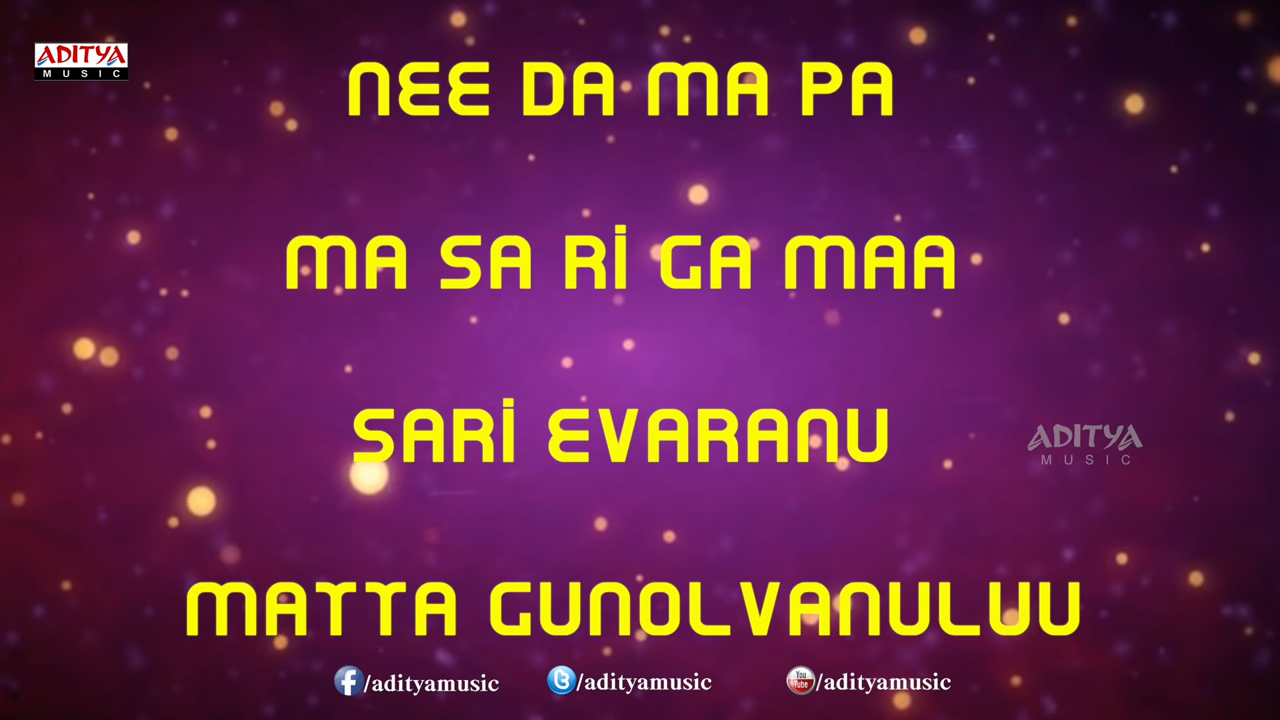 ADITYA
MUSIC
NEE DA MA PA
MA SA Ri GA MAA
SARi EVARANU
ADITYA
MUSIC
MATTA GUNOLVANULUU
/adityamusic /adityamusic You Tube /adityamusic